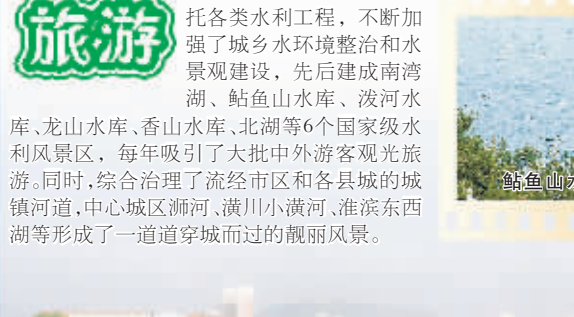 旅游
托各类水利工程，不断加
强了城乡水环境整治和水
景观建设，先后建成南湾
湖、鲇鱼山水库、泼河水
库、龙山水库、香山水库、北湖等6个国家级水
利风景区，每年吸引了大批中外游客观光旅
游。同时，综合治理了流经市区和各县城的城
镇河道，中心城区浉河、潢川小潢河、淮滨东西
湖等形成了一道道穿城而过的靓丽风景。
鲇鱼山水